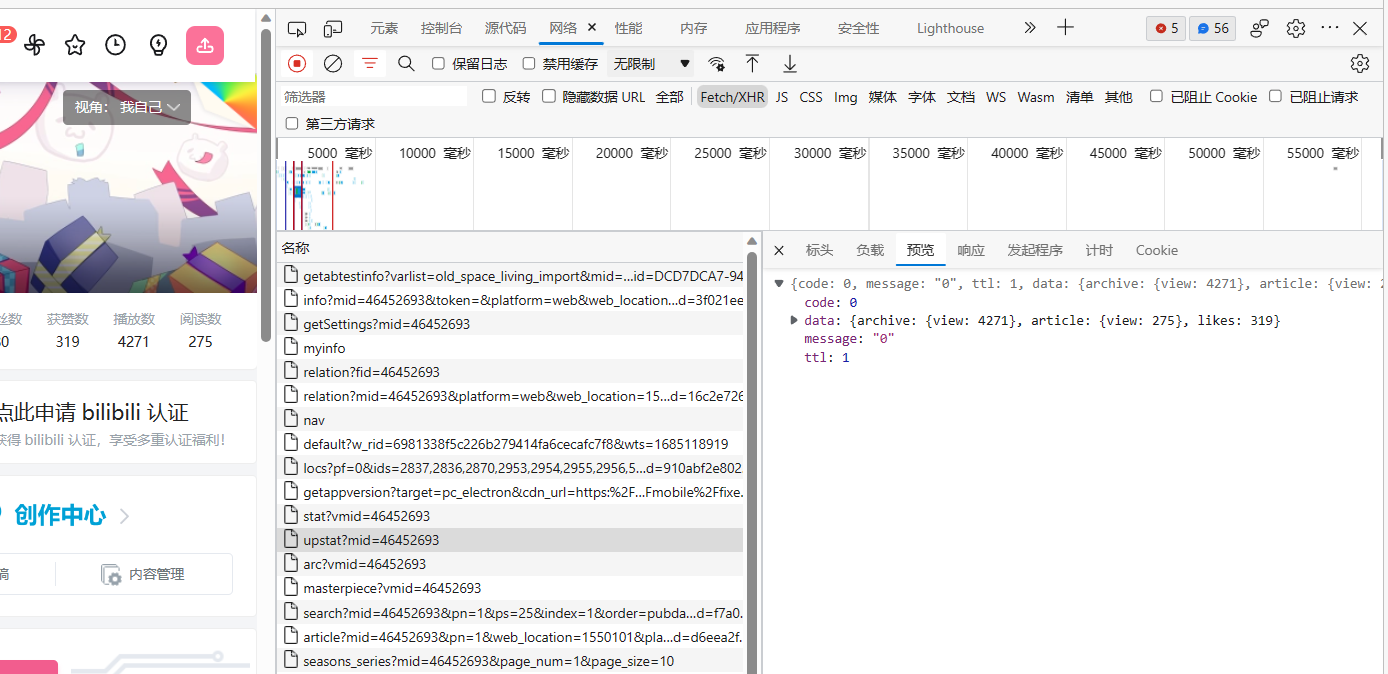 12
视角： 我自己
丝数 获赞数 播放数 阅读数
319 4271 275
点此申请 bilibili 认证
获得 bilibili 认证，享受多重认证福利！
创作中心
稿 内容管理
元素 控制台 源代码 网络 性能 内存 应用程序 安全性 Lighthouse 5 56
保留日志 禁用缓存 无限制
筛选器 反转 隐藏数据 URL 全部 Fetch/XHR JS CSS Img 媒体 字体 文档 WS Wasm 清单 其他 已阻止 Cookie 已阻止请求
第三方请求
5000 毫秒 10000 毫秒 15000 毫秒 20000 毫秒 25000 毫秒 30000 毫秒 35000 毫秒 40000 毫秒 45000 毫秒 50000 毫秒 55000 毫秒
名称
getabtestinfo?varlist=old_space_living_import&mid=...id=DCD7DCA7-94
info?mid=46452693&token=&platform=web&web_location...d=3f021ee
getSettings?mid=46452693
myinfo
relation?fid=46452693
relation?mid=46452693&platform=web&web_location=15...d=16c2e726
nav
default?w_rid=6981338f5c226b279414fa6cecafc7f8&wts=1685118919
locs?pf=0&ids=2837,2836,2870,2953,2954,2955,2956,5...d=910abf2e802
getappversion?target=pc_electron&cdn_url=https:%2F...Fmobile%2Ffixe.
stat?vmid=46452693
upstat?mid=46452693
arc?vmid=46452693
masterpiece?vmid=46452693
search?mid=46452693&pn=1&ps=25&index=1&order=pubda...d=f7a0.
article?mid=46452693&pn=1&web_location=1550101&pla...d=d6eea2f.
seasons_series?mid=46452693&page_num=1&page_size=10
标头 负载 预览 响应 发起程序 计时 Cookie
{code: 0, message: "0", ttl: 1, data: {archive: {view: 4271}, article: {view: 2
code: 0
data: {archive: {view: 4271}, article: {view: 275}, likes: 319}
message: "0"
ttl: 1